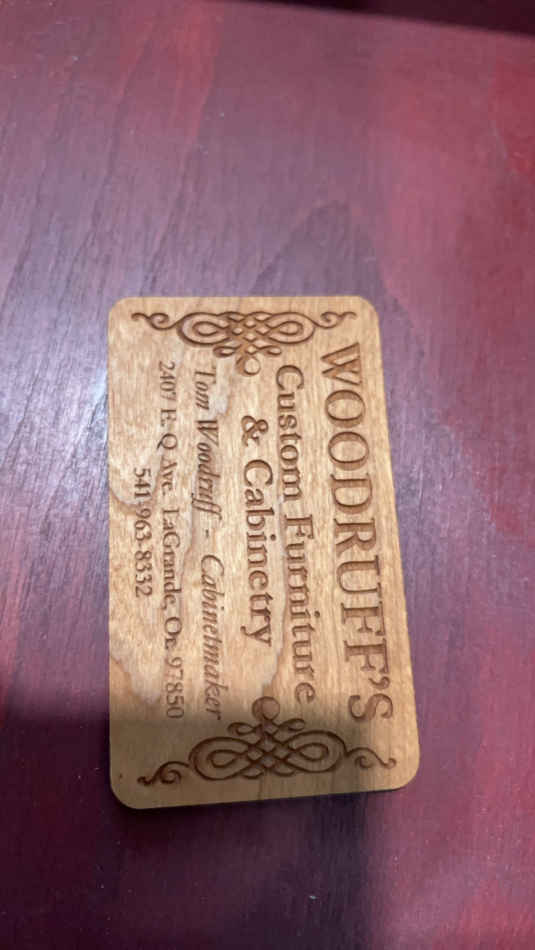 WOODRUFF'S
Custom Furniture
& Cabinetry
Tom Woodruff - Cabinetmaker
2407 E. Q Ave. LaGrande, Or. 97850
541-963-8332